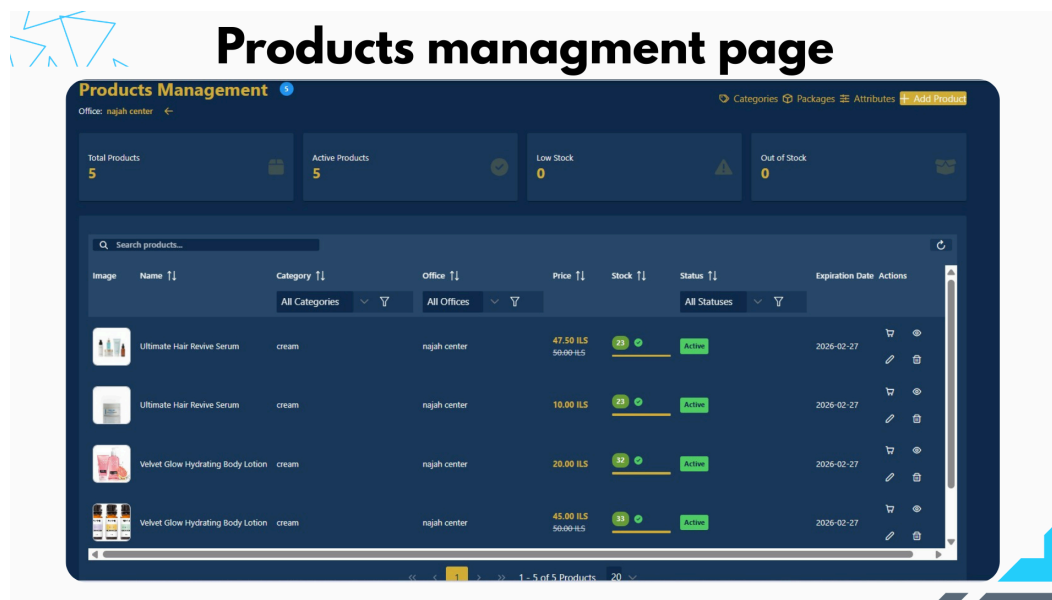 Products managment page
Products Management 5
Office: najah center
Categories Packages Attributes + Add Product
Total Products
5
Active Products
5
Low Stock
0
Out of Stock
0
Search products...
Image Name Category Office Price Stock Status Expiration Date Actions
All Categories All Offices All Statuses
Ultimate Hair Revive Serum cream najah center 47.50 ILS 50.00 ILS 23 Active 2026-02-27
Ultimate Hair Revive Serum cream najah center 10.00 ILS 23 Active 2026-02-27
Velvet Glow Hydrating Body Lotion cream najah center 20.00 ILS 32 Active 2026-02-27
Velvet Glow Hydrating Body Lotion cream najah center 45.00 ILS 50.00 ILS 33 Active 2026-02-27
« ‹ 1 › » 1 - 5 of 5 Products 20